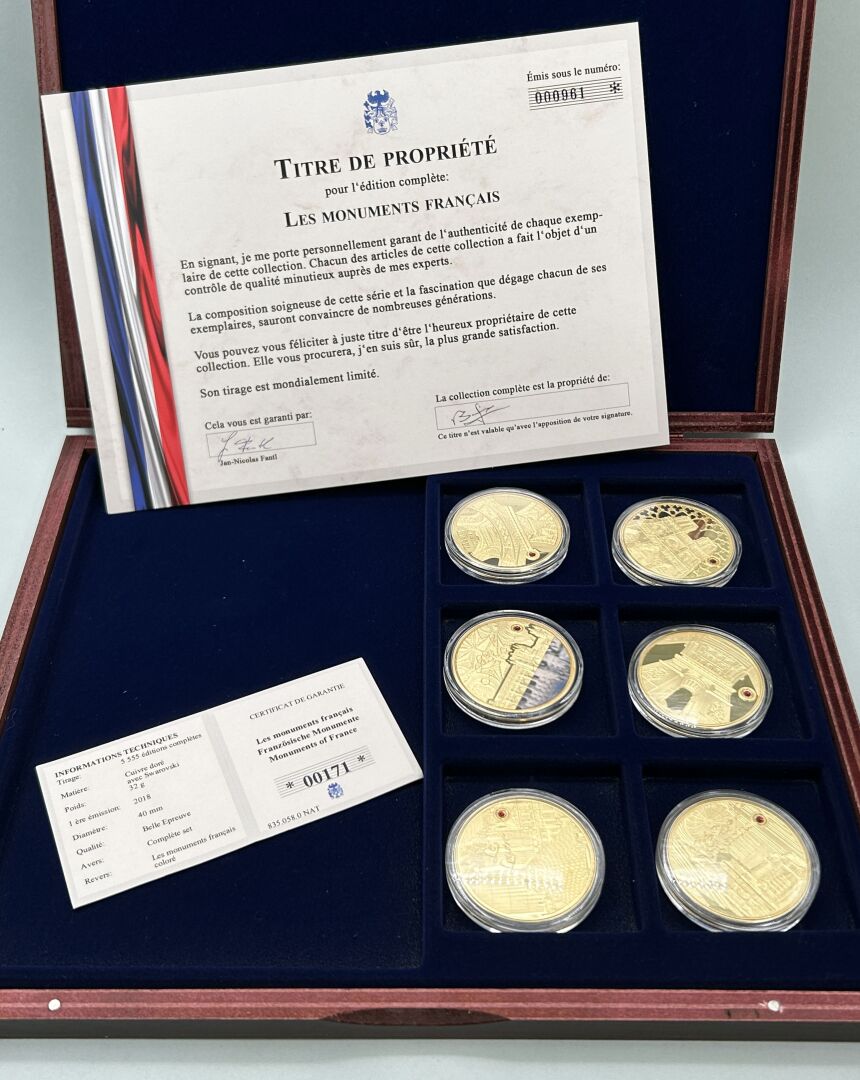 Émis sous le numéro:
000961 *
TITRE DE PROPRIÉTÉ
pour l'édition complète:
LES MONUMENTS FRANÇAIS
En signant, je me porte personnellement garant de l'authenticité de chaque exemp-
laire de cette collection. Chacun des articles de cette collection a fait l'objet d'un
contrôle de qualité minutieux auprès de mes experts.
La composition soigneuse de cette série et la fascination que dégage chacun de ses
exemplaires, sauront convaincre de nombreuses générations.
Vous pouvez vous féliciter à juste titre d'être l'heureux propriétaire de cette
collection. Elle vous procurera, j'en suis sûr, la plus grande satisfaction.
Son tirage est mondialement limité.
Cela vous est garanti par:
Jan-Nicolas Fantl
La collection complète est la propriété de:
Ce titre n'est valable qu'avec l'apposition de votre signature.
INFORMATIONS TECHNIQUES
Tirage: 5 555 éditions complètes
Matière: Cuivre doré
avec Swarovski
Poids: 32 g
1 ère émission: 2018
Diamètre: 40 mm
Qualité: Belle Epreuve
Avers: Complète set
Revers: Les monuments français
coloré
CERTIFICAT DE GARANTIE
Les monuments français
Französische Monumente
Monuments of France
* 00171 *
835.058.0 NAT